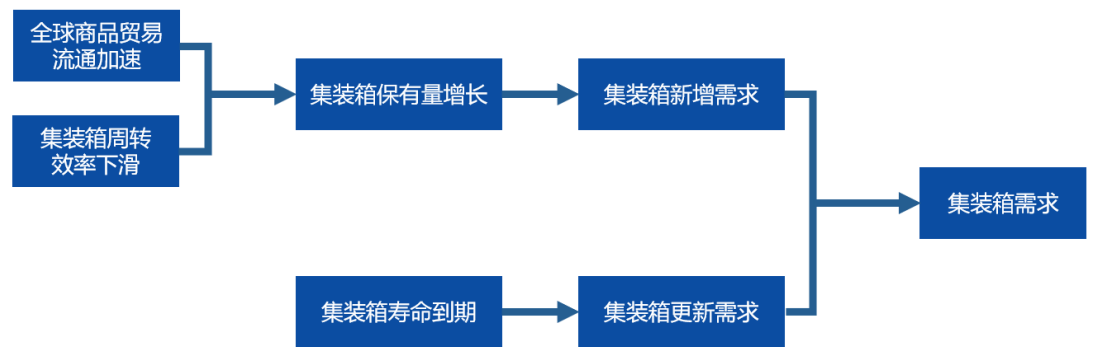 全球商品贸易
流通加速
集装箱周转
效率下滑
集装箱保有量增长
集装箱新增需求
集装箱需求
集装箱寿命到期
集装箱更新需求